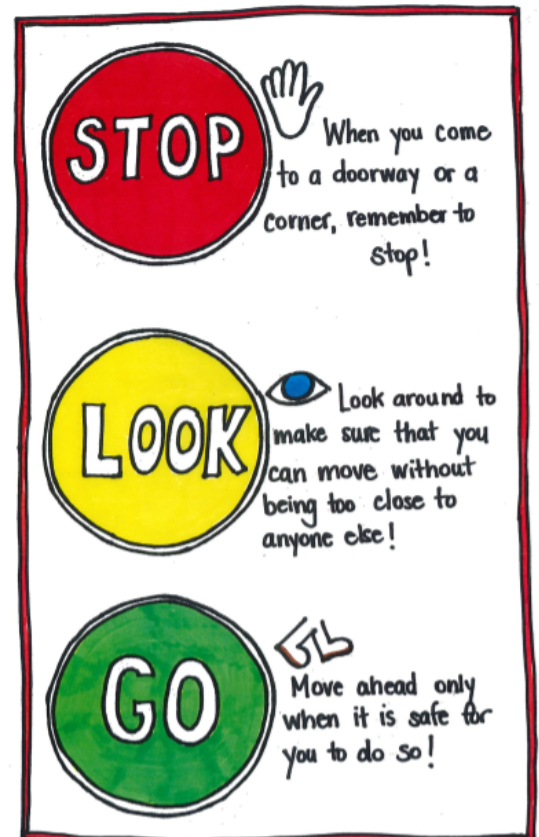 STOP
When you come
to a doorway or a
corner, remember to
stop!
LOOK
Look around to
make sure that you
can move without
being too close to
anyone else!
GO
Move ahead only
when it is safe for
you to do so!